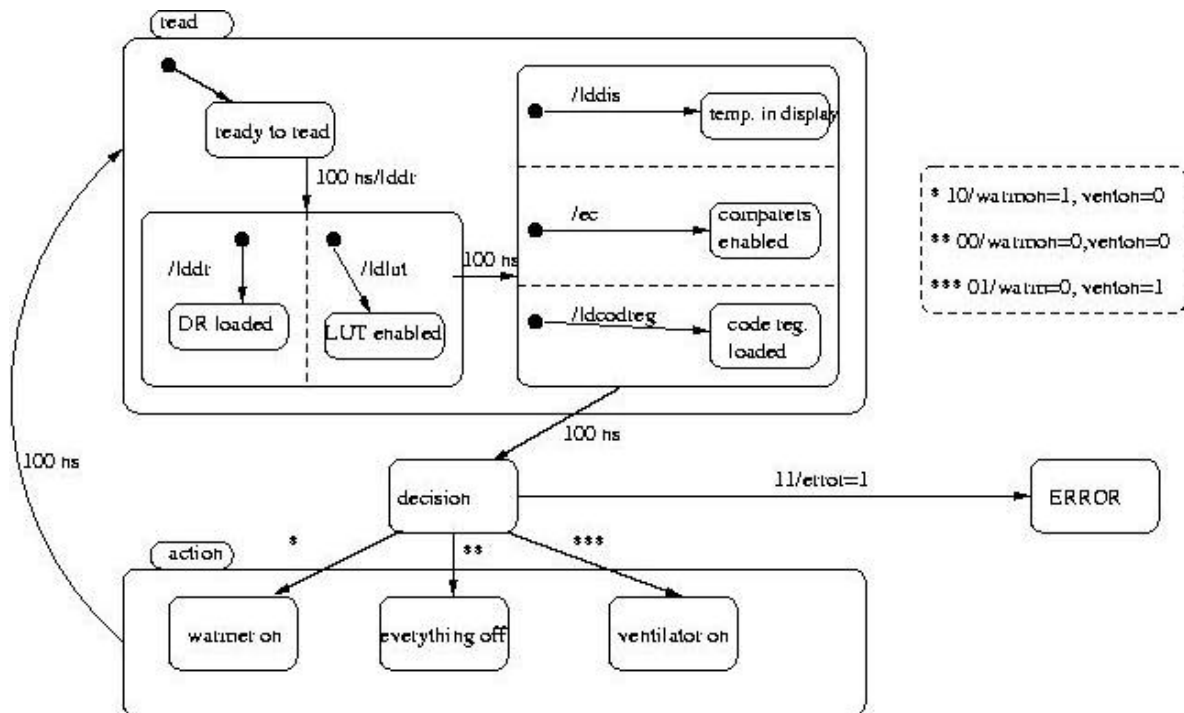 read
ready to read
100 ns/lddr
/lddr
DR loaded
/ldlut
LUT enabled
100 ns
/lddis
temp. in display
/ec
comparers
enabled
/ldcodreg
code reg.
loaded
* 10/warmon=1, venton=0
** 00/warmon=0,venton=0
*** 01/warm=0, venton=1
100 ns
100 ns
decision
11/error=1
ERROR
*
**
***
action
warmer on
everything off
ventilator on